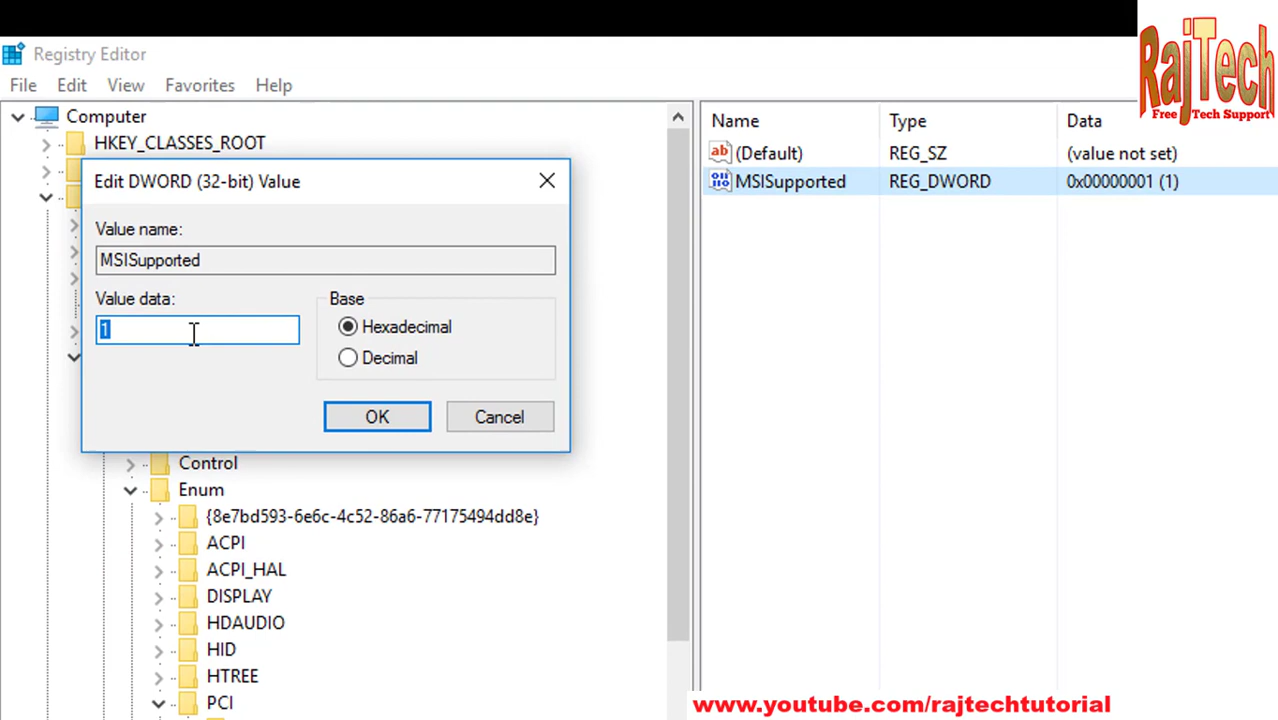 RajTech
Free Tech Support
Registry Editor
File Edit View Favorites Help
Computer
HKEY_CLASSES_ROOT
Edit DWORD (32-bit) Value
Value name:
MSISupported
Value data:
1
Base
Hexadecimal
Decimal
OK Cancel
Control
Enum
{8e7bd593-6e6c-4c52-86a6-77175494dd8e}
ACPI
ACPI_HAL
DISPLAY
HDAUDIO
HID
HTREE
PCI
Name Type Data
(Default) REG_SZ (value not set)
MSISupported REG_DWORD 0x00000001 (1)
www.youtube.com/rajtechtutorial